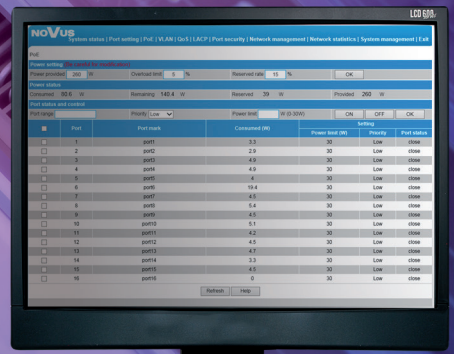 LCD 600
NOVUS
System status | Port setting | PoE | VLAN | QoS | LACP | Port security | Network management | Network statistics | System management | Exit
PoE
Power setting
Power provided 260 W Overload limit 5 % Reserved rate 15 % OK
Power status
Consumed 80.6 W Remaining 140.4 W Reserved 39 W Provided 260 W
Port status and control
Port range Priority Low Power limit W (0-30W) ON OFF OK
Port Port mark Consumed (W) Setting
Power limit (W) Priority Port status
1 port1 3.3 30 Low close
2 port2 2.9 30 Low close
3 port3 4.9 30 Low close
4 port4 4.9 30 Low close
5 port5 4 30 Low close
6 port6 19.4 30 Low close
7 port7 4.5 30 Low close
8 port8 5.4 30 Low close
9 port9 4.5 30 Low close
10 port10 5.1 30 Low close
11 port11 4.2 30 Low close
12 port12 4.5 30 Low close
13 port13 4.7 30 Low close
14 port14 3.3 30 Low close
15 port15 4.5 30 Low close
16 port16 0 30 Low close
Refresh Help